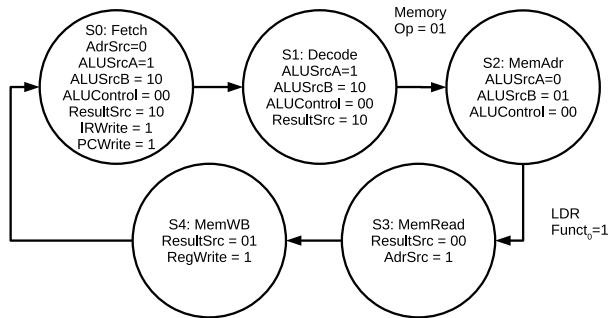 S0: Fetch
AdrSrc=0
ALUSrcA=1
ALUSrcB = 10
ALUControl = 00
ResultSrc = 10
IRWrite = 1
PCWrite = 1
S1: Decode
ALUSrcA=1
ALUSrcB = 10
ALUControl = 00
ResultSrc = 10
Memory
Op = 01
S2: MemAdr
ALUSrcA=0
ALUSrcB = 01
ALUControl = 00
LDR
Funct₀=1
S3: MemRead
ResultSrc = 00
AdrSrc = 1
S4: MemWB
ResultSrc = 01
RegWrite = 1